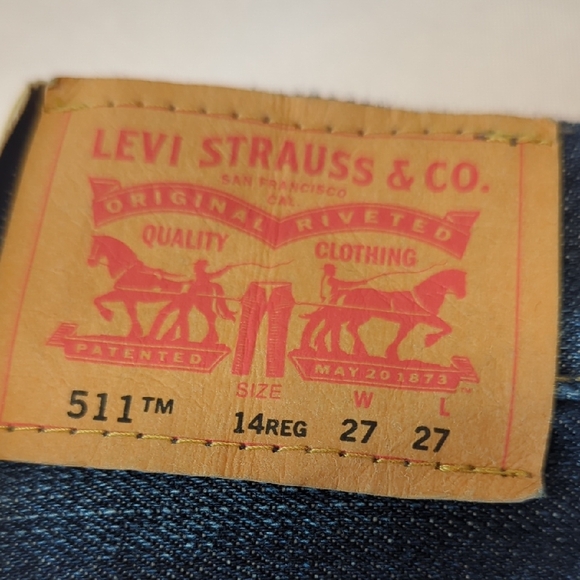 LEVI STRAUSS & CO.
SAN FRANCISCO
CAL
ORIGINAL RIVETED
QUALITY CLOTHING
PATENTED MAY 20 1873
™
SIZE W L
511™ 14REG 27 27